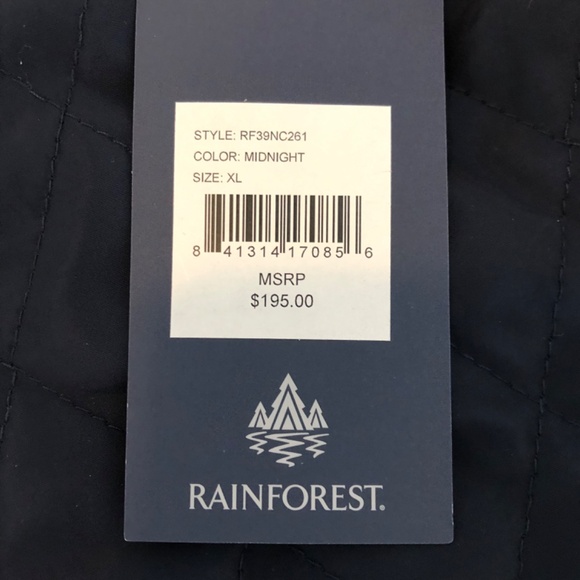 STYLE: RF39NC261
COLOR: MIDNIGHT
SIZE: XL
8 41314 17085 6
MSRP
$195.00
RAINFOREST®